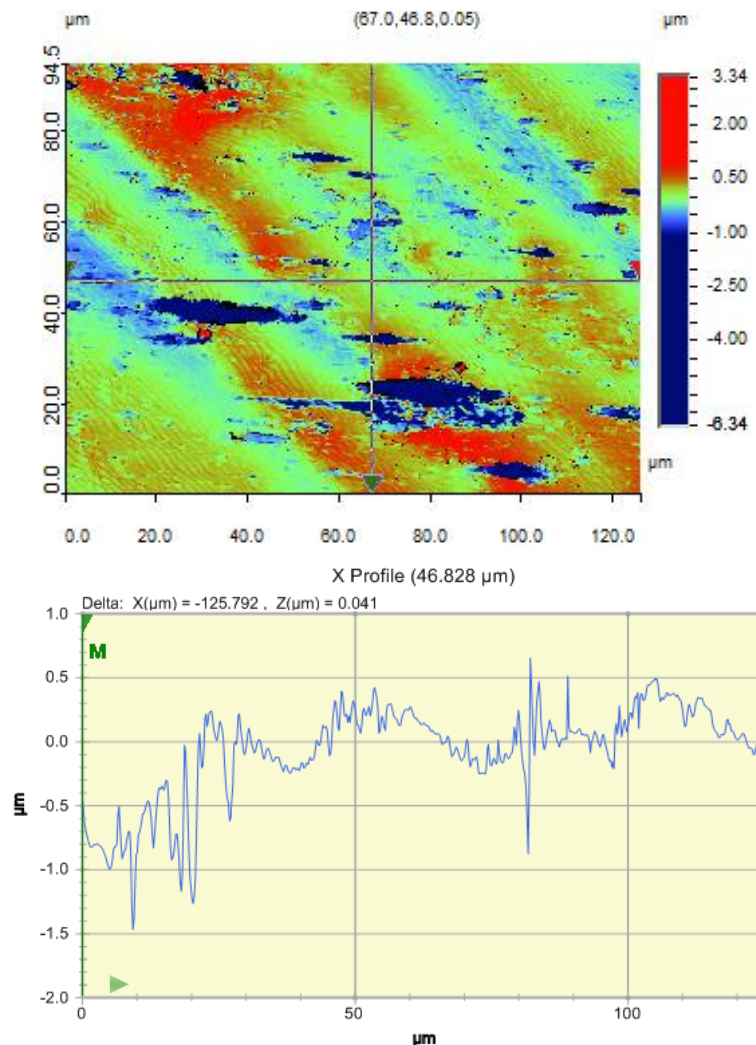 µm (67.0,46.8,0.05) µm
94.5
80.0
60.0
40.0
20.0
0.0
3.34
2.00
0.50
-1.00
-2.50
-4.00
-6.34
µm
0.0 20.0 40.0 60.0 80.0 100.0 120.0
X Profile (46.828 µm)
Delta: X(µm) = -125.792 , Z(µm) = 0.041
M
1.0
0.5
0.0
-0.5
-1.0
-1.5
-2.0
µm
0 50 100
µm